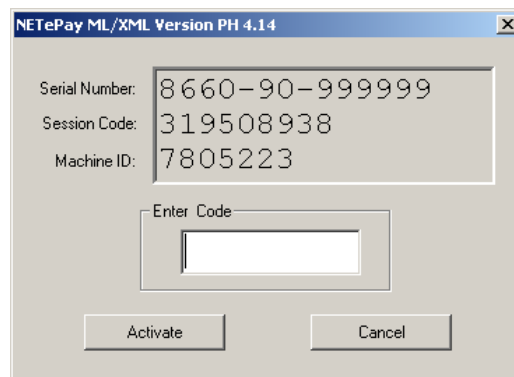 NETePay ML/XML Version PH 4.14
Serial Number: 8660-90-999999
Session Code: 319508938
Machine ID: 7805223
Enter Code
Activate Cancel